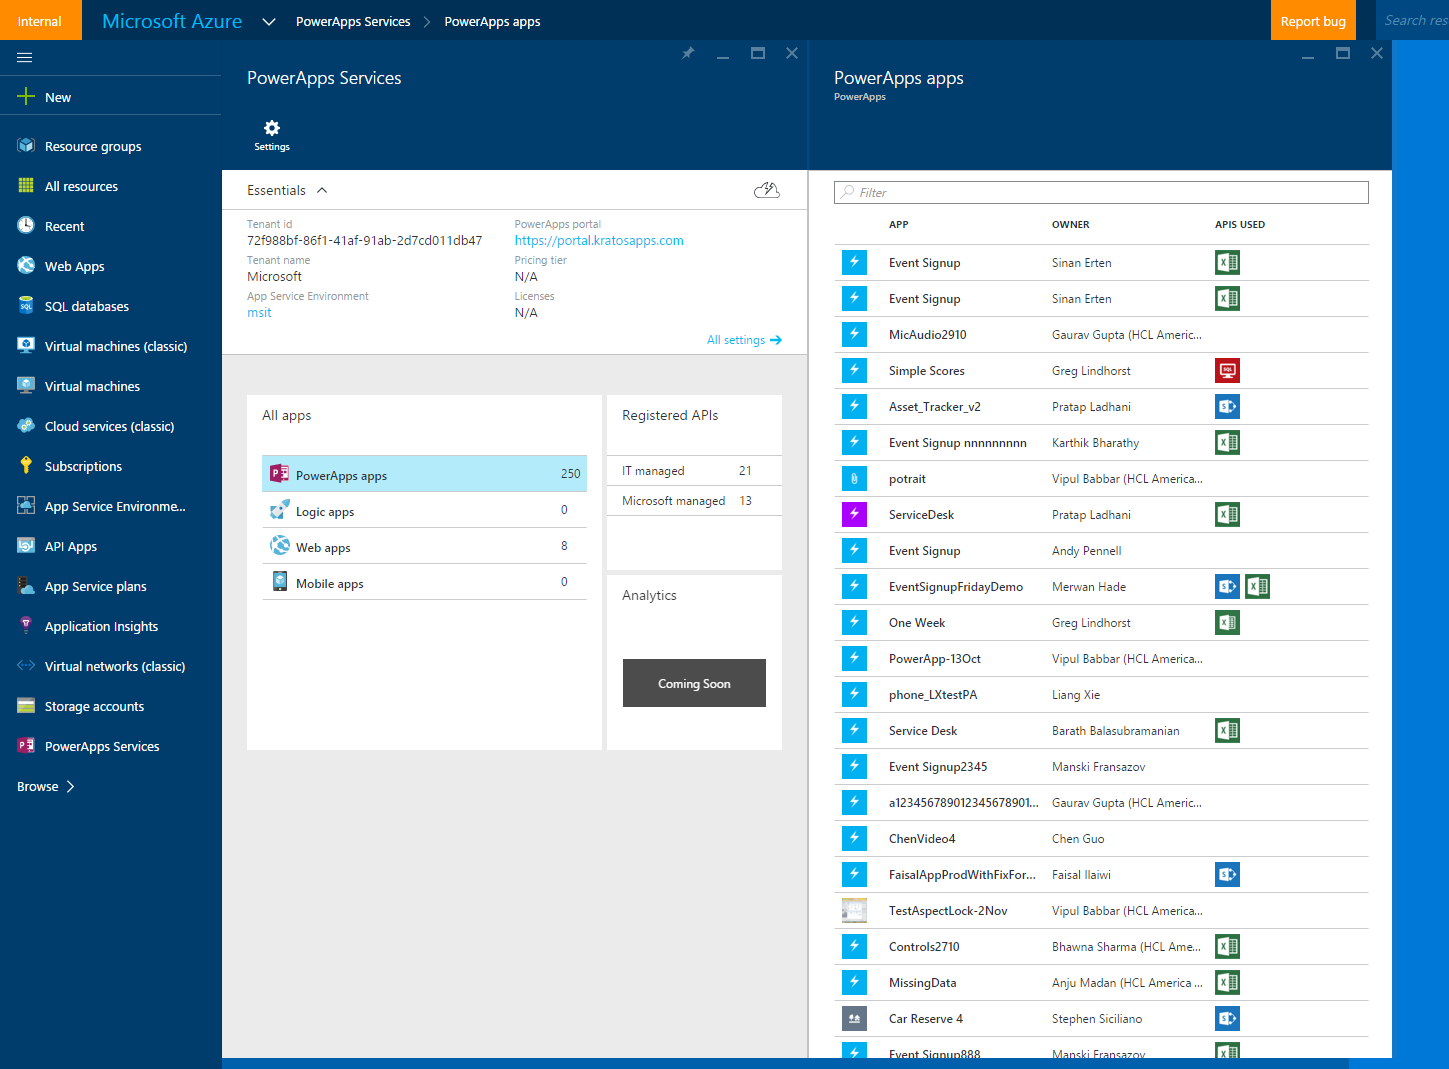 Internal
Microsoft Azure
PowerApps Services
PowerApps apps
Report bug
Search res
New
Resource groups
All resources
Recent
Web Apps
SQL databases
Virtual machines (classic)
Virtual machines
Cloud services (classic)
Subscriptions
App Service Environme...
API Apps
App Service plans
Application Insights
Virtual networks (classic)
Storage accounts
PowerApps Services
Browse
PowerApps Services
Settings
Essentials
Tenant id
72f988bf-86f1-41af-91ab-2d7cd011db47
Tenant name
Microsoft
App Service Environment
msit
PowerApps portal
https://portal.kratosapps.com
Pricing tier
N/A
Licenses
N/A
All settings
All apps
PowerApps apps 250
Logic apps 0
Web apps 8
Mobile apps 0
Registered APIs
IT managed 21
Microsoft managed 13
Analytics
Coming Soon
PowerApps apps
PowerApps
Filter
APP OWNER APIS USED
Event Signup Sinan Erten
Event Signup Sinan Erten
MicAudio2910 Gaurav Gupta (HCL Americ...
Simple Scores Greg Lindhorst SQL
Asset_Tracker_v2 Pratap Ladhani
Event Signup nnnnnnnnn Karthik Bharathy
potrait Vipul Babbar (HCL America...
ServiceDesk Pratap Ladhani
Event Signup Andy Pennell
EventSignupFridayDemo Merwan Hade
One Week Greg Lindhorst
PowerApp-13Oct Vipul Babbar (HCL America...
phone_LXtestPA Liang Xie
Service Desk Barath Balasubramanian
Event Signup2345 Manski Fransazov
a123456789012345678901... Gaurav Gupta (HCL Americ...
ChenVideo4 Chen Guo
FaisalAppProdWithFixFor... Faisal Ilaiwi
TestAspectLock-2Nov Vipul Babbar (HCL America...
Controls2710 Bhawna Sharma (HCL Ame...
MissingData Anju Madan (HCL America ...
Car Reserve 4 Stephen Siciliano
Event Signup888 Manski Fransazov